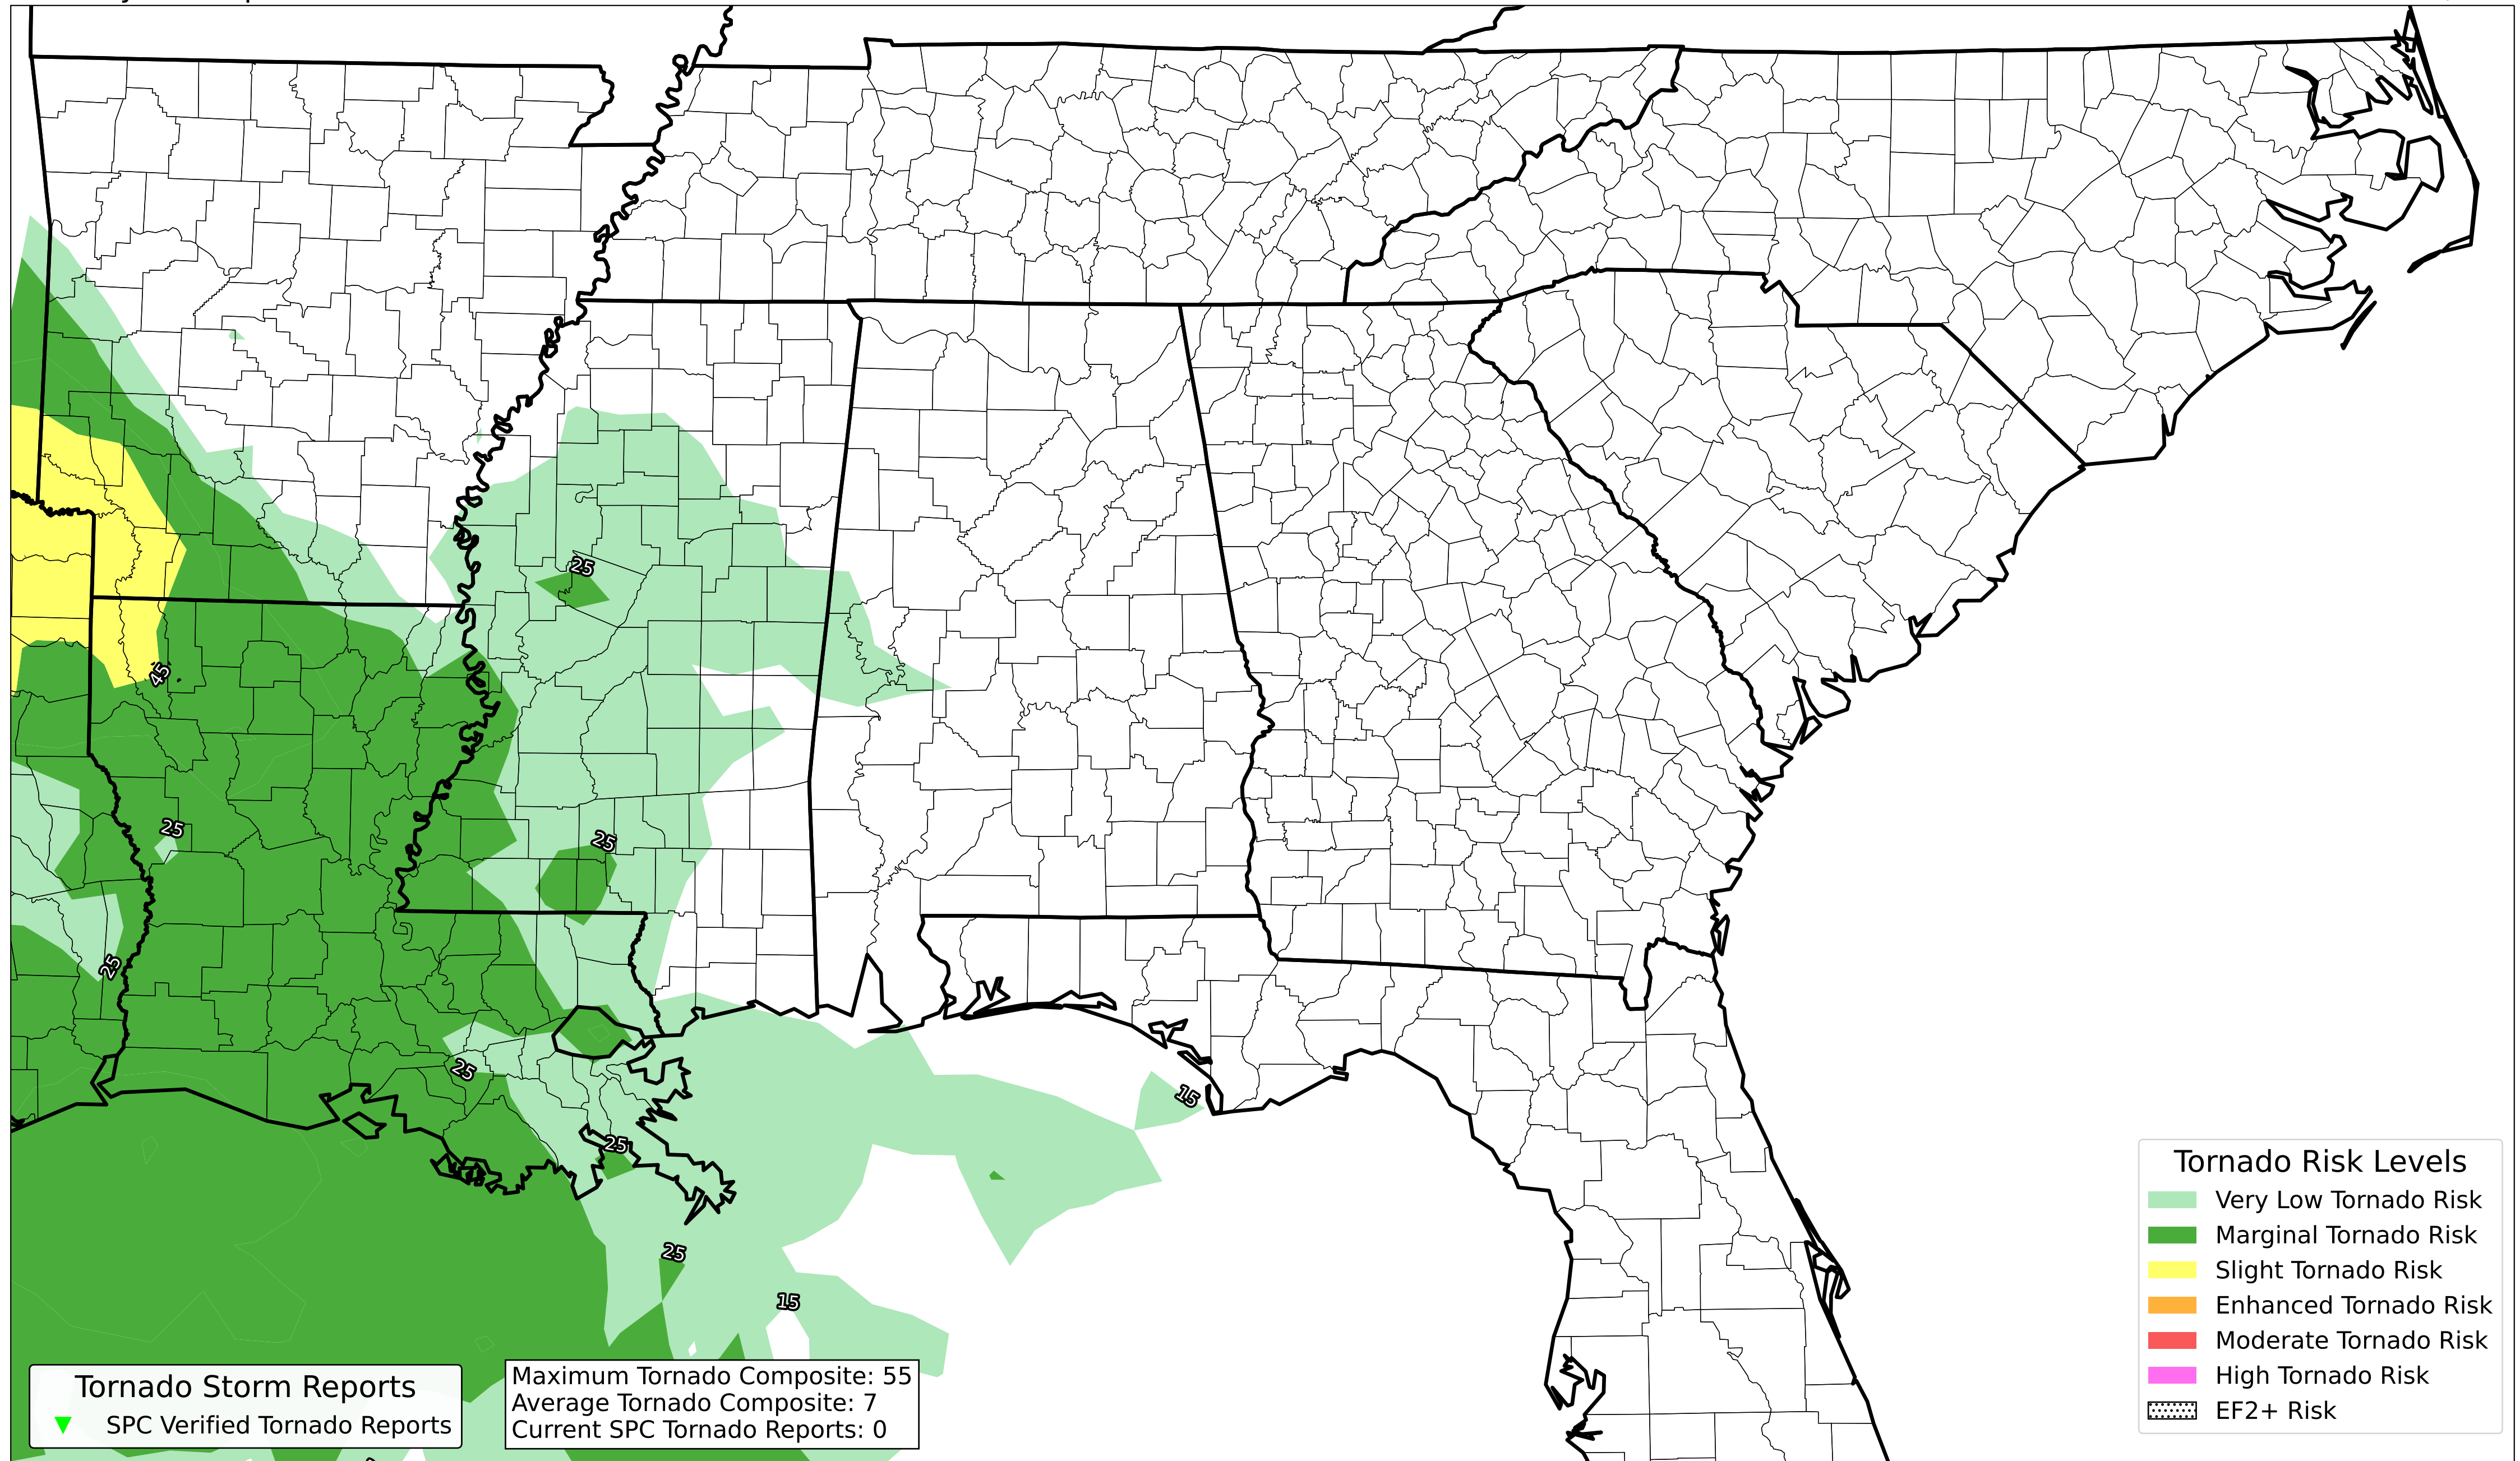 25
45
25
25
25
25
25
15
25
15
Tornado Risk Levels
Very Low Tornado Risk
Marginal Tornado Risk
Slight Tornado Risk
Enhanced Tornado Risk
Moderate Tornado Risk
High Tornado Risk
EF2+ Risk
Tornado Storm Reports
SPC Verified Tornado Reports
Maximum Tornado Composite: 55
Average Tornado Composite: 7
Current SPC Tornado Reports: 0